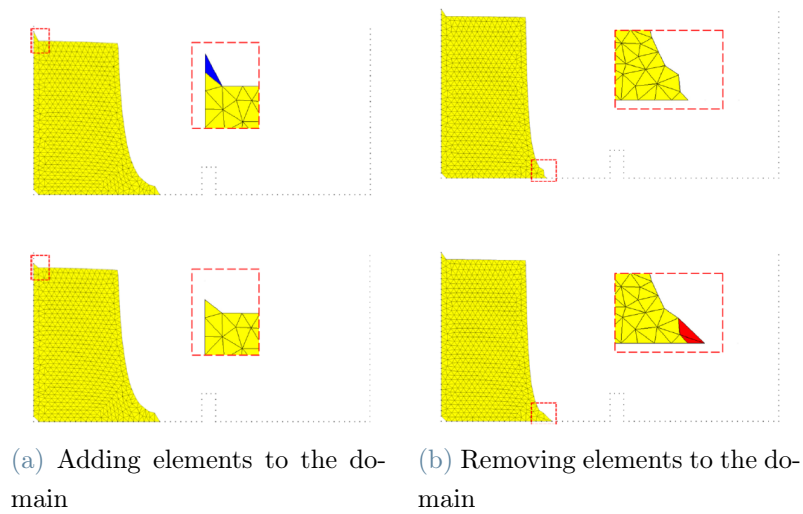 (a) Adding elements to the do-
main
(b) Removing elements to the do-
main